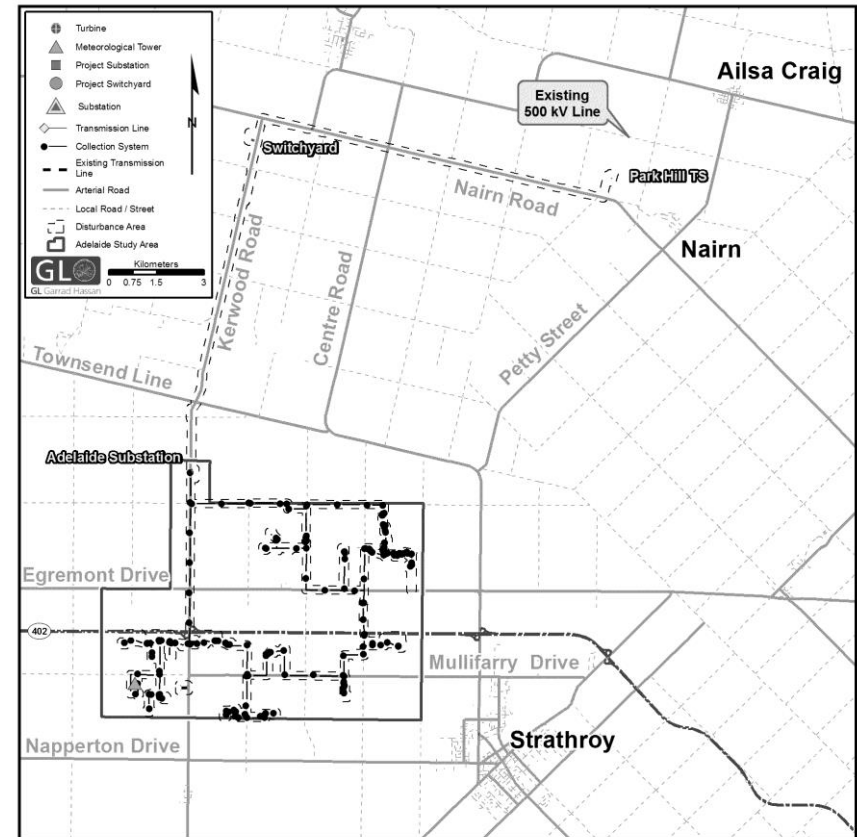 Turbine
Meteorological Tower
Project Substation
Project Switchyard
Substation
Transmission Line
Collection System
Existing Transmission
Line
Arterial Road
Local Road / Street
Disturbance Area
Adelaide Study Area
N
GL
GL Garrad Hassan
Kilometers
0 0.75 1.5 3
Ailsa Craig
Existing
500 kV Line
Switchyard
Park Hill TS
Nairn Road
Nairn
Kerwood Road
Centre Road
Petty Street
Townsend Line
Adelaide Substation
Egremont Drive
402
Mullifarry Drive
Napperton Drive
Strathroy